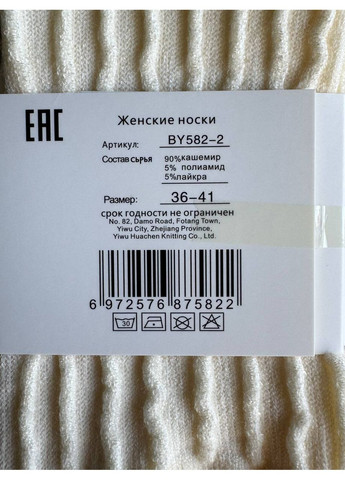 EAC
Женские носки
Артикул: BY582-2
Состав сырья 90%кашемир
5% полиамид
5%лайкра
Размер: 36-41
срок годности не ограничен
No. 82, Damo Road, Fotang Town,
Yiwu City, Zhejiang Province,
Yiwu Huachen Knitting Co., Ltd.
6 972576 875822
30